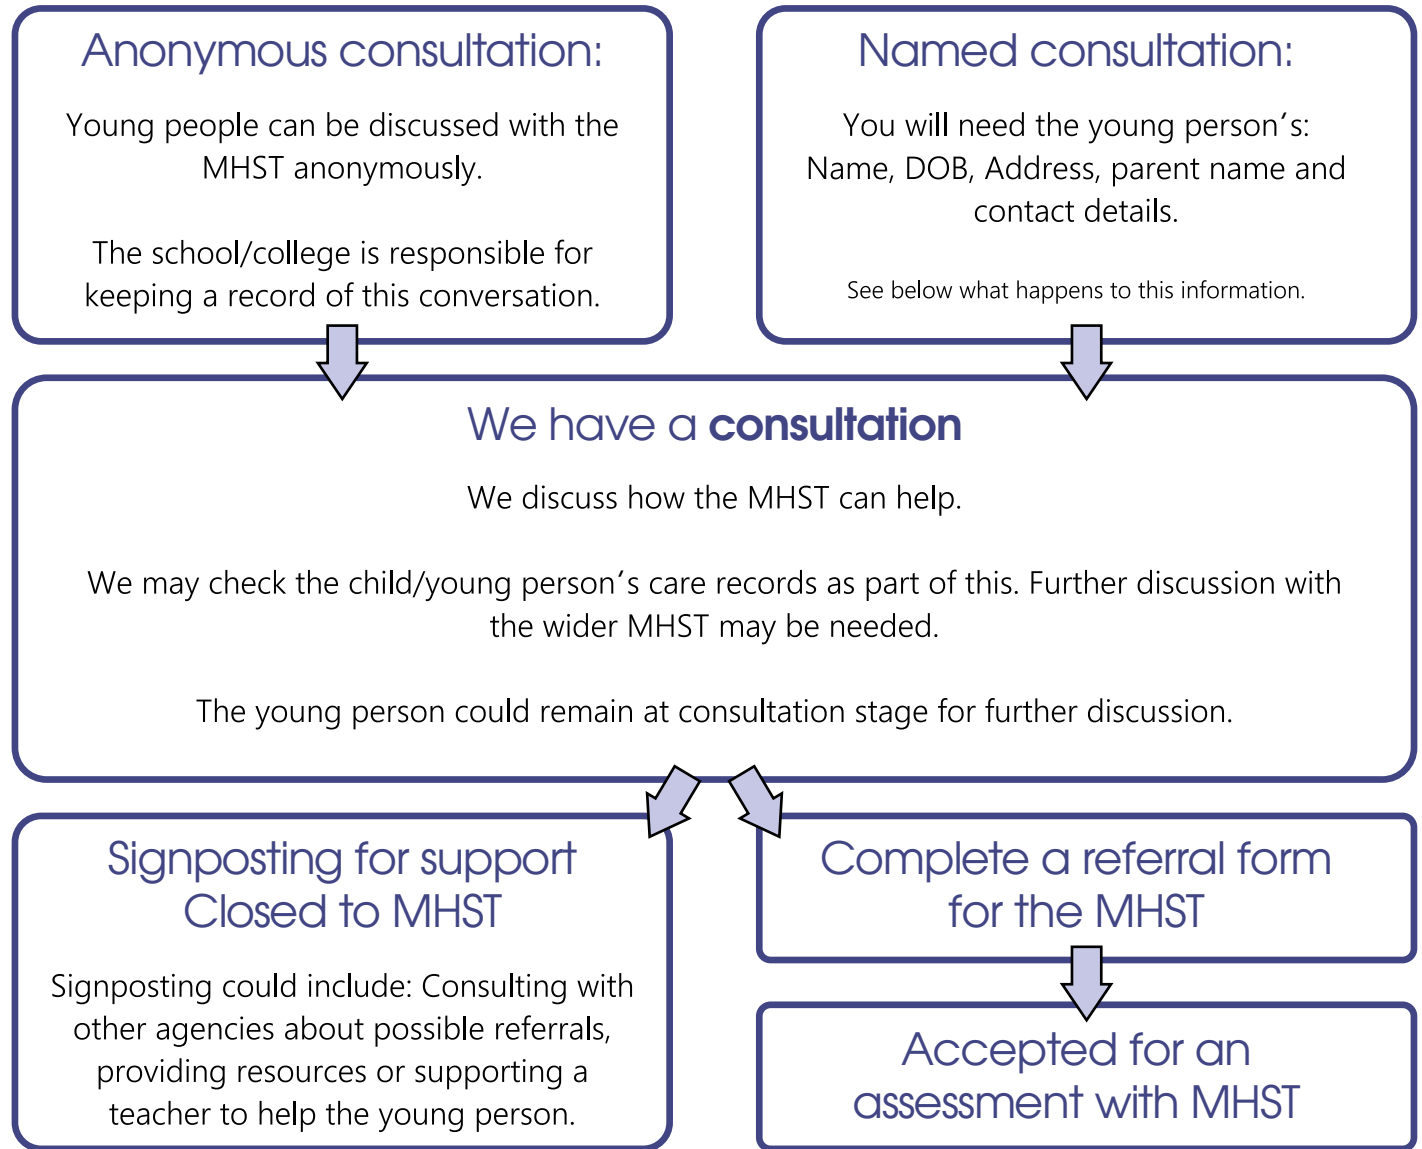 Anonymous consultation:
Young people can be discussed with the
MHST anonymously.
The school/college is responsible for
keeping a record of this conversation.
Named consultation:
You will need the young person’s:
Name, DOB, Address, parent name and
contact details.
See below what happens to this information.
We have a consultation
We discuss how the MHST can help.
We may check the child/young person’s care records as part of this. Further discussion with
the wider MHST may be needed.
The young person could remain at consultation stage for further discussion.
Signposting for support
Closed to MHST
Signposting could include: Consulting with
other agencies about possible referrals,
providing resources or supporting a
teacher to help the young person.
Complete a referral form
for the MHST
Accepted for an
assessment with MHST